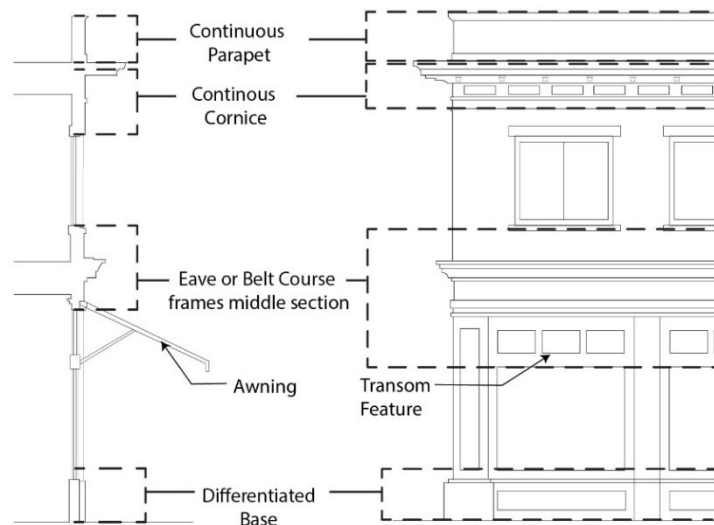 Continuous
Parapet
Continous
Cornice
Eave or Belt Course
frames middle section
Awning
Transom
Feature
Differentiated
Base